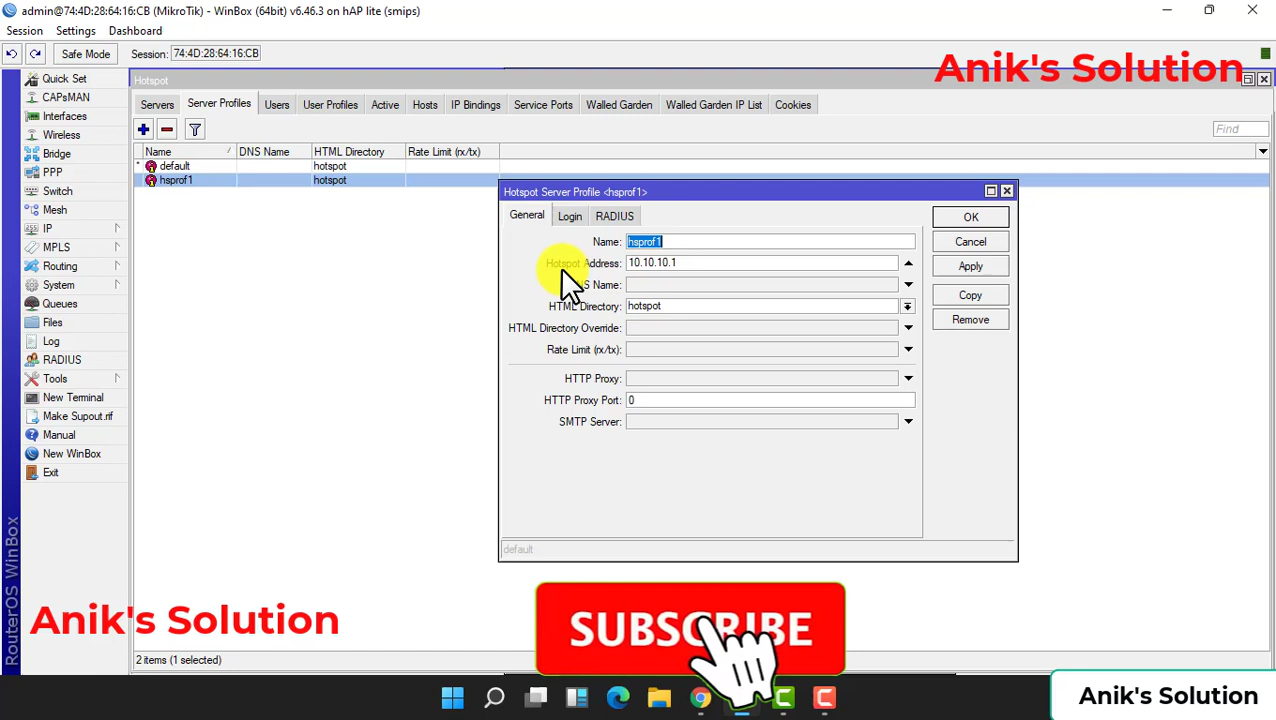 admin@74:4D:28:64:16:CB (MikroTik) - WinBox (64bit) v6.46.3 on hAP lite (smips)
Session Settings Dashboard
Safe Mode Session: 74:4D:28:64:16:CB
Anik's Solution
Quick Set
CAPsMAN
Interfaces
Wireless
Bridge
PPP
Switch
Mesh
IP
MPLS
Routing
System
Queues
Files
Log
RADIUS
Tools
New Terminal
Make Supout.rif
Manual
New WinBox
Exit
RouterOS WinBox
Hotspot
Servers Server Profiles Users User Profiles Active Hosts IP Bindings Service Ports Walled Garden Walled Garden IP List Cookies
Find
Name DNS Name HTML Directory Rate Limit (rx/tx)
* default hotspot
hsprof1 hotspot
Hotspot Server Profile <hsprof1>
General Login RADIUS
Name: hsprof1
Hotspot Address: 10.10.10.1
Name:
HTML Directory: hotspot
HTML Directory Override:
Rate Limit (rx/tx):
HTTP Proxy:
HTTP Proxy Port: 0
SMTP Server:
OK
Cancel
Apply
Copy
Remove
default
Anik's Solution
SUBSCRIBE
2 items (1 selected)
Anik's Solution